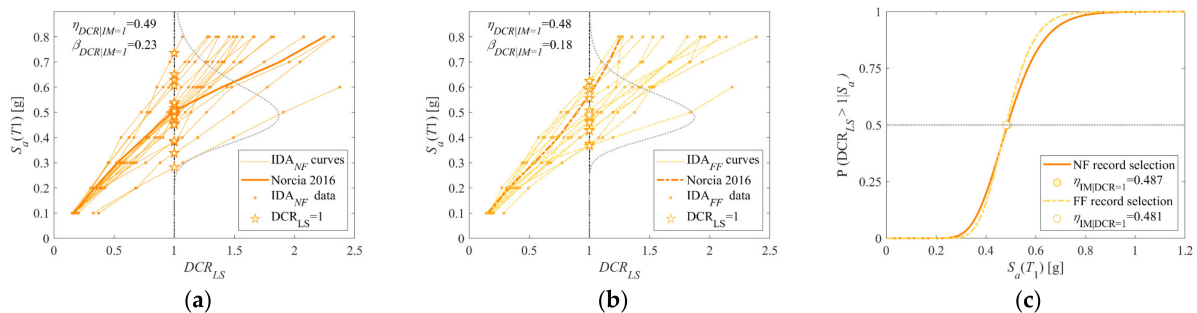 η_DCR|IM=1=0.49
β_DCR|IM=1=0.23
S_a(T1) [g]
0.8
0.7
0.6
0.5
0.4
0.3
0.2
0.1
IDA_NF curves
Norcia 2016
IDA_NF data
DCR_LS=1
0 0.5 1.0 1.5 2.0 2.5
DCR_LS
(a)
η_DCR|IM=1=0.48
β_DCR|IM=1=0.18
S_a(T1) [g]
0.8
0.7
0.6
0.5
0.4
0.3
0.2
0.1
IDA_FF curves
Norcia 2016
IDA_FF data
DCR_LS=1
0 0.5 1.0 1.5 2.0 2.5
DCR_LS
(b)
P (DCR_LS > 1|S_a)
1
0.5
0
NF record selection
η_IM|DCR=1=0.487
FF record selection
η_IM|DCR=1=0.481
0 0.2 0.4 0.6 0.8 1 1.2
S_a(T_1) [g]
(c)